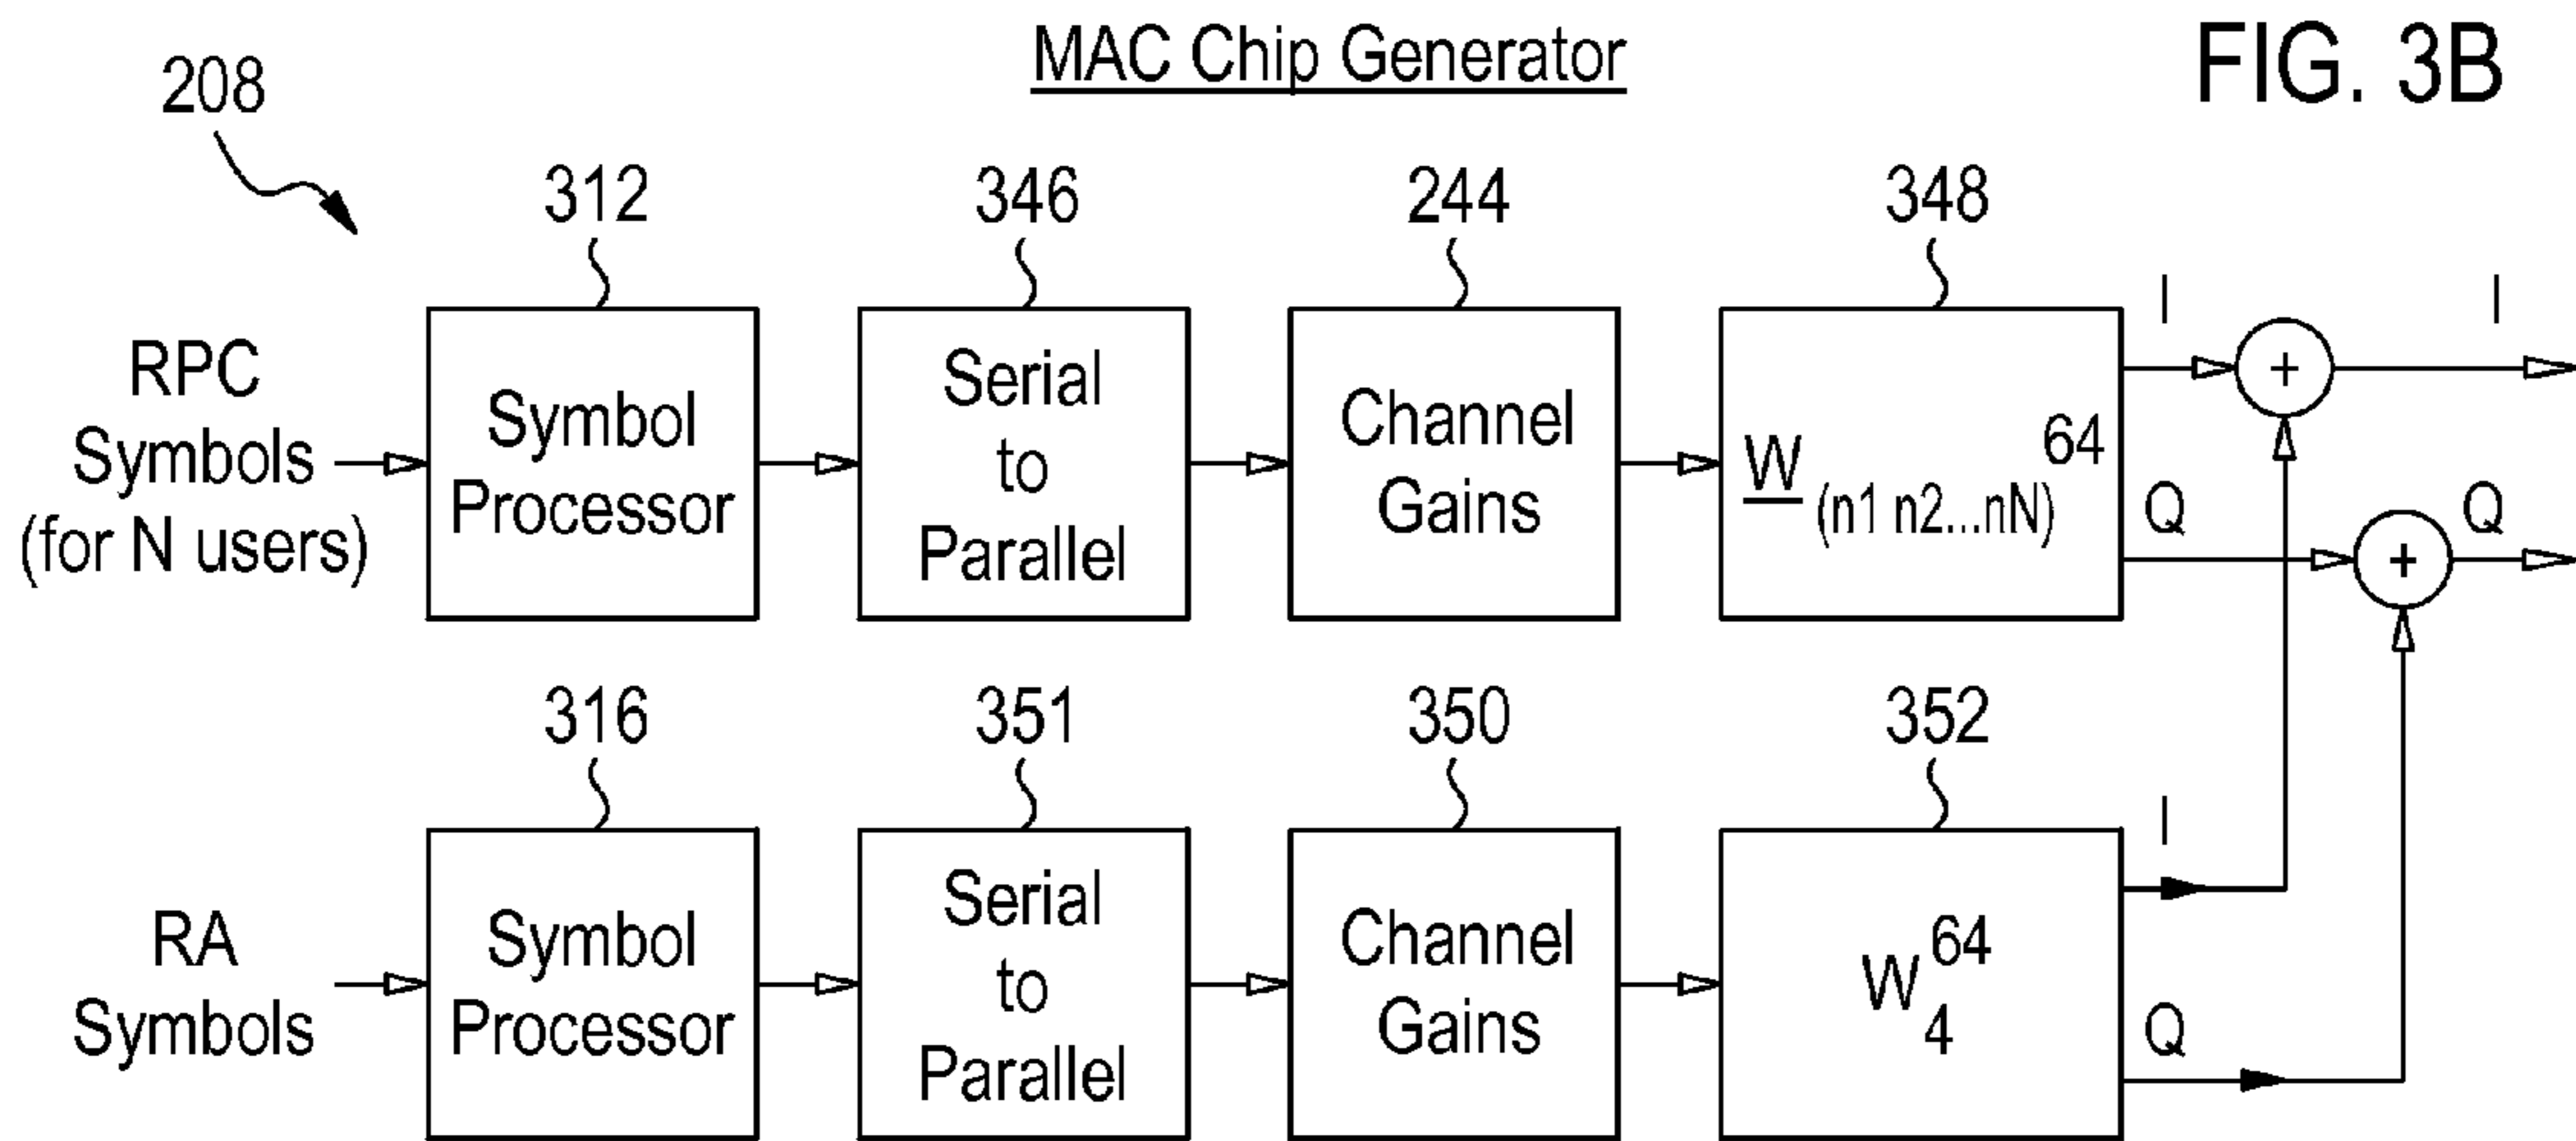 MAC Chip Generator
FIG. 3B
208
312
346
244
348
RPC
Symbols
(for N users)
Symbol
Processor
Serial
to
Parallel
Channel
Gains
W (n1 n2...nN) 64
I
Q
+
+
I
Q
316
351
350
352
RA
Symbols
Symbol
Processor
Serial
to
Parallel
Channel
Gains
W 64
4
I
Q